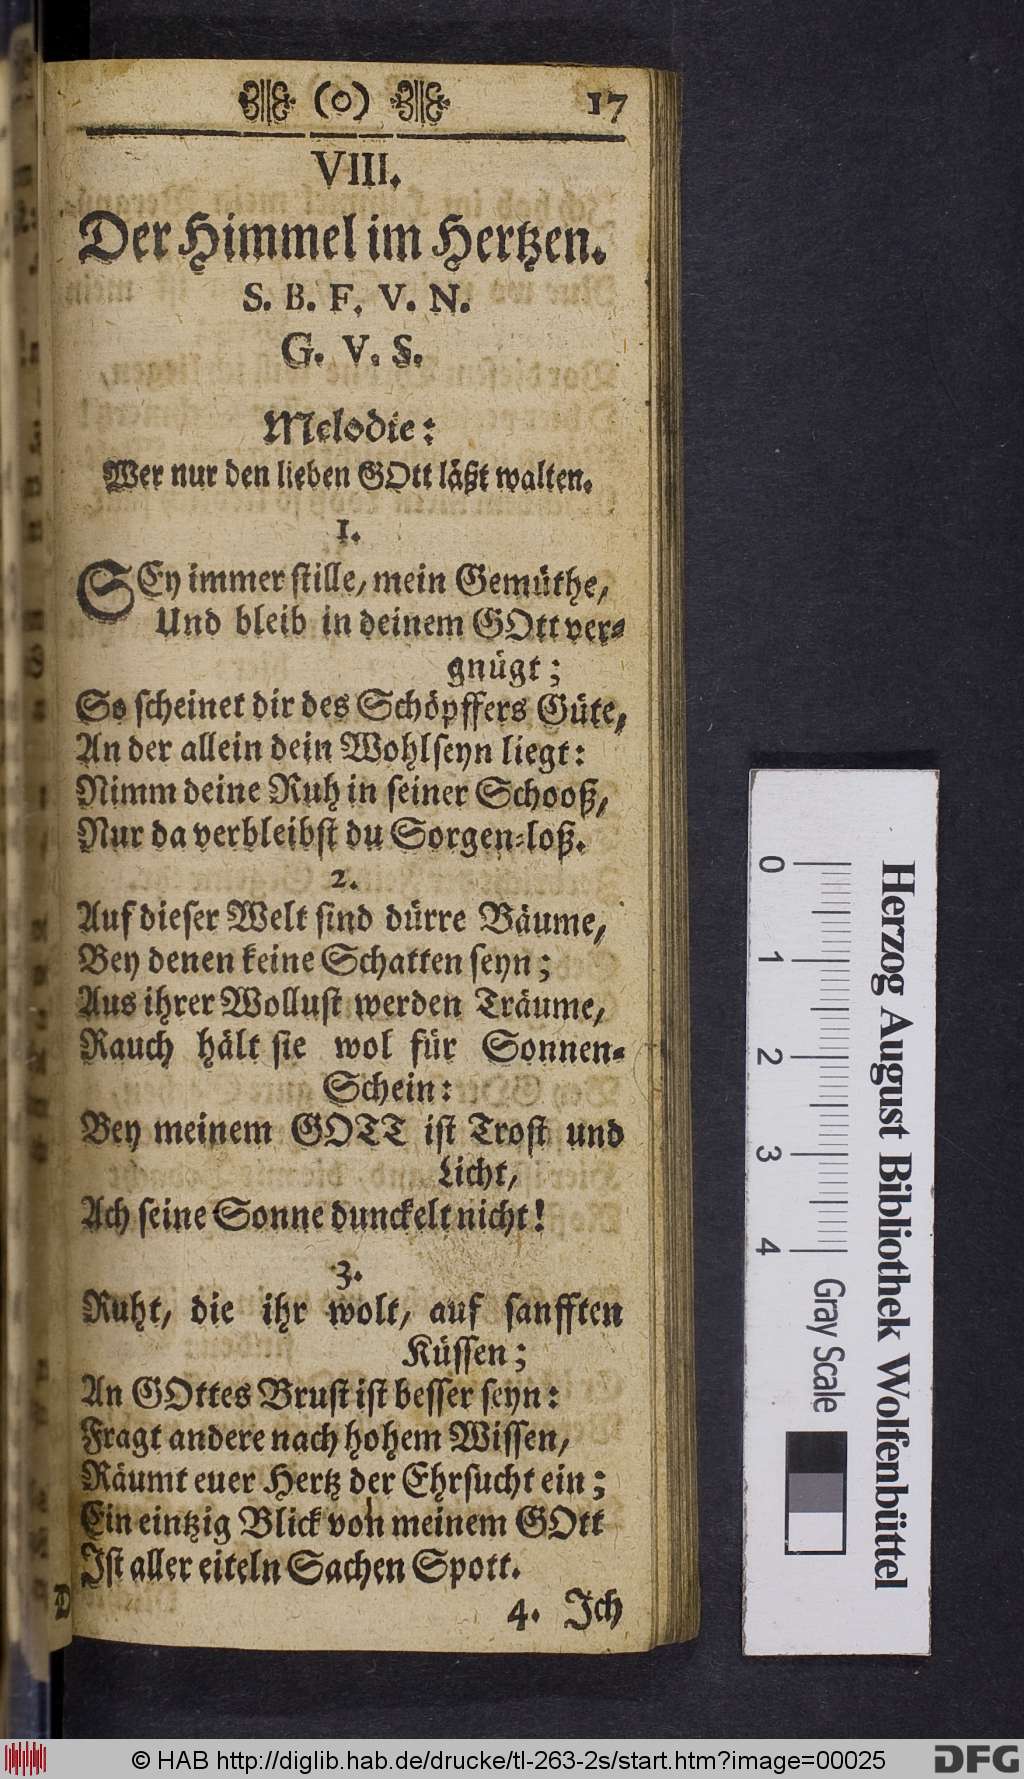 (o) 17
VIII.
Der Himmel im Hertzen.
S. B. F. V. N.
G. V. S.
Melodie:
Wer nur den lieben GOtt läßt walten.
1.
SEy immer stille, mein Gemüthe,
Und bleib in deinem GOtt ver-
gnügt;
So scheinet dir des Schöpffers Güte,
An der allein dein Wohlseyn liegt:
Nimm deine Ruh in seiner Schooß,
Nur da verbleibst du Sorgen-loß.
2.
Auf dieser Welt sind dürre Bäume,
Bey denen keine Schatten seyn;
Aus ihrer Wollust werden Träume,
Rauch hält sie wol für Sonnen-
Schein:
Bey meinem GOTT ist Trost und
Licht,
Ach seine Sonne dunckelt nicht!
3.
Ruht, die ihr wolt, auf sanfften
Küssen;
An GOttes Brust ist besser seyn:
Fragt andere nach hohem Wissen,
Räumt euer Hertz der Ehrsucht ein;
Ein eintzig Blick von meinem GOtt
Ist aller eiteln Sachen Spott.
4. Ich
D
Herzog August Bibliothek Wolfenbüttel
0 1 2 3 4 Gray Scale
© HAB http://diglib.hab.de/drucke/tl-263-2s/start.htm?image=00025
DFG